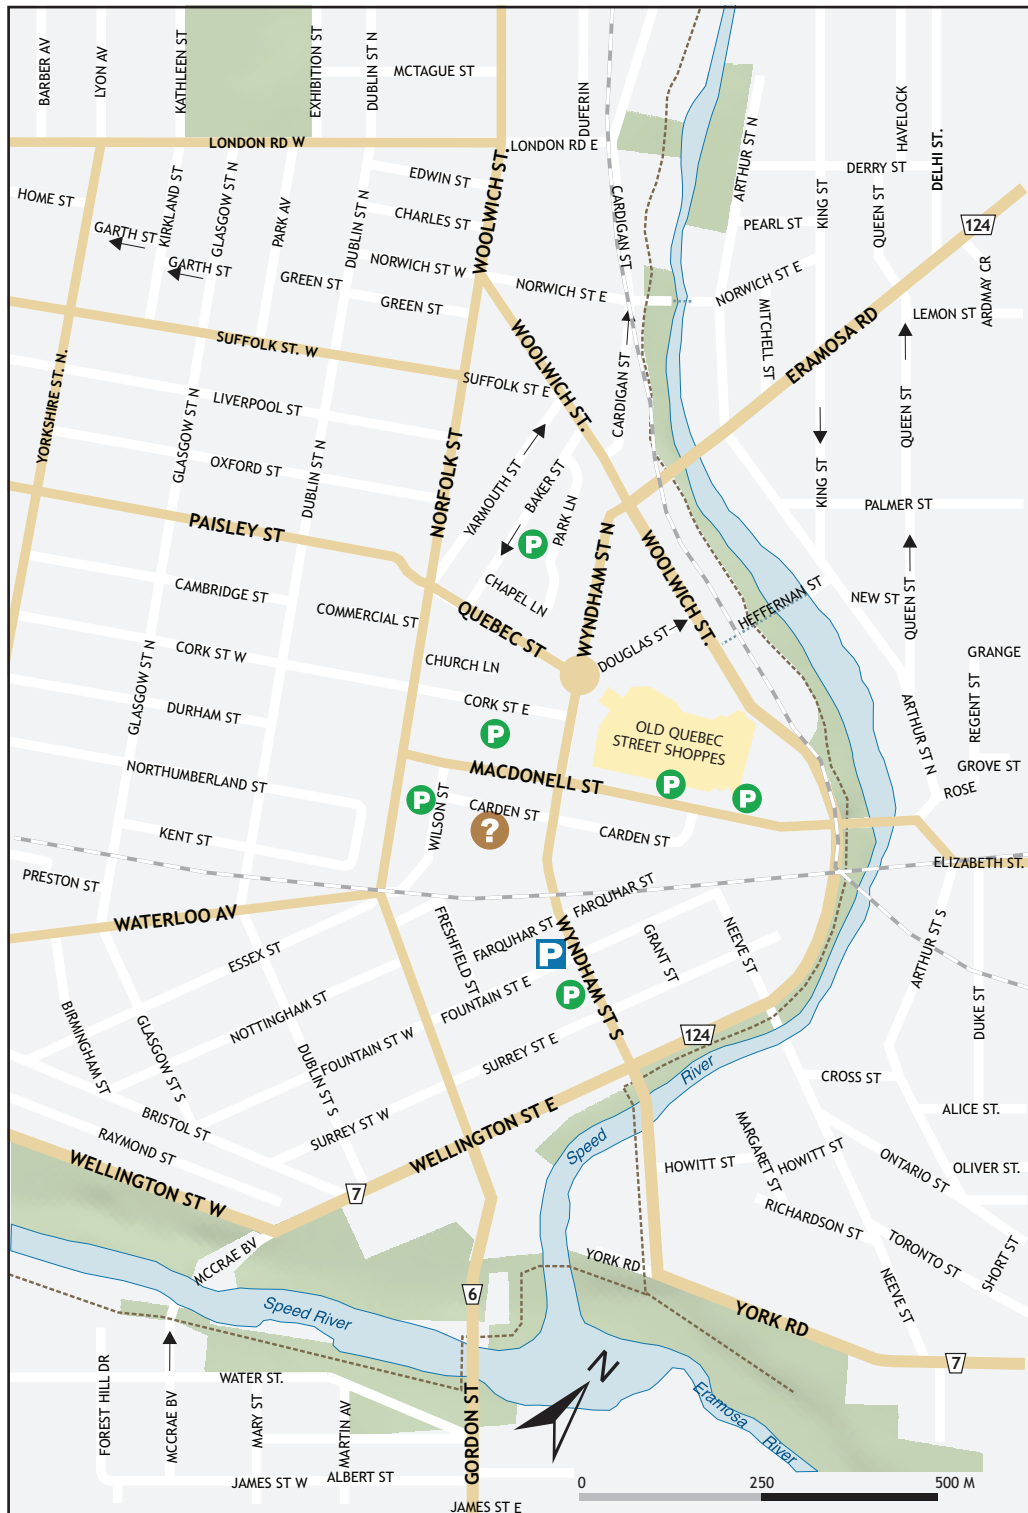 BARBER AV
LYON AV
KATHLEEN ST
EXHIBITION ST
DUBLIN ST N
MCTAGUE ST
DUFERIN
ARTHUR ST N
HAVELOCK
DELHI ST.
LONDON RD W
LONDON RD E
WOOLWICH ST.
DERRY ST
HOME ST
KIRKLAND ST
GLASGOW ST N
PARK AV
DUBLIN ST N
EDWIN ST
CHARLES ST
CARDIGAN ST
PEARL ST
KING ST
QUEEN ST
124
GARTH ST
GARTH ST
GREEN ST
NORWICH ST W
GREEN ST
NORWICH ST E
NORWICH ST E
MITCHELL ST
LEMON ST
ARDMAY CR
ERAMOSA RD
SUFFOLK ST. W
SUFFOLK ST E
WOOLWICH ST.
CARDIGAN ST
YORKSHIRE ST. N.
GLASGOW ST N
LIVERPOOL ST
OXFORD ST
DUBLIN ST N
NORFOLK ST
YARMOUTH ST
BAKER ST
PARK LN
QUEEN ST
KING ST
PALMER ST
PAISLEY ST
P
CHAPEL LN
WYNDHAM ST N
WOOLWICH ST.
CAMBRIDGE ST
COMMERCIAL ST
QUEBEC ST
HEFFERNAN ST
NEW ST
QUEEN ST
DOUGLAS ST
GLASGOW ST N
CORK ST W
CHURCH LN
GRANGE
CORK ST E
DURHAM ST
P
OLD QUEBEC
STREET SHOPPES
ARTHUR ST N
REGENT ST
GROVE ST
NORTHUMBERLAND ST
MACDONELL ST
P
P
P
ROSE
WILSON ST
CARDEN ST
?
CARDEN ST
KENT ST
ELIZABETH ST.
PRESTON ST
WATERLOO AV
FARQUHAR ST
FARQUHAR ST
FRESHFIELD ST
WYNDHAM ST S
P
P
GRANT ST
NEEVE ST
ARTHUR ST S
ESSEX ST
NOTTINGHAM ST
FOUNTAIN ST E
DUKE ST
BIRMINGHAM ST
GLASGOW ST S
DUBLIN ST S
FOUNTAIN ST W
SURREY ST E
124
River
CROSS ST
BRISTOL ST
SURREY ST W
WELLINGTON ST E
ALICE ST.
RAYMOND ST
Speed
MARGARET ST
HOWITT ST
HOWITT ST
ONTARIO ST
OLIVER ST.
WELLINGTON ST W
7
RICHARDSON ST
TORONTO ST
SHORT ST
MCCRAE BV
YORK RD
NEEVE ST
6
Speed River
YORK RD
7
FOREST HILL DR
MCCRAE BV
WATER ST.
MARY ST
MARTIN AV
GORDON ST
N
Eramosa
River
JAMES ST W
ALBERT ST
JAMES ST E
0
250
500 M